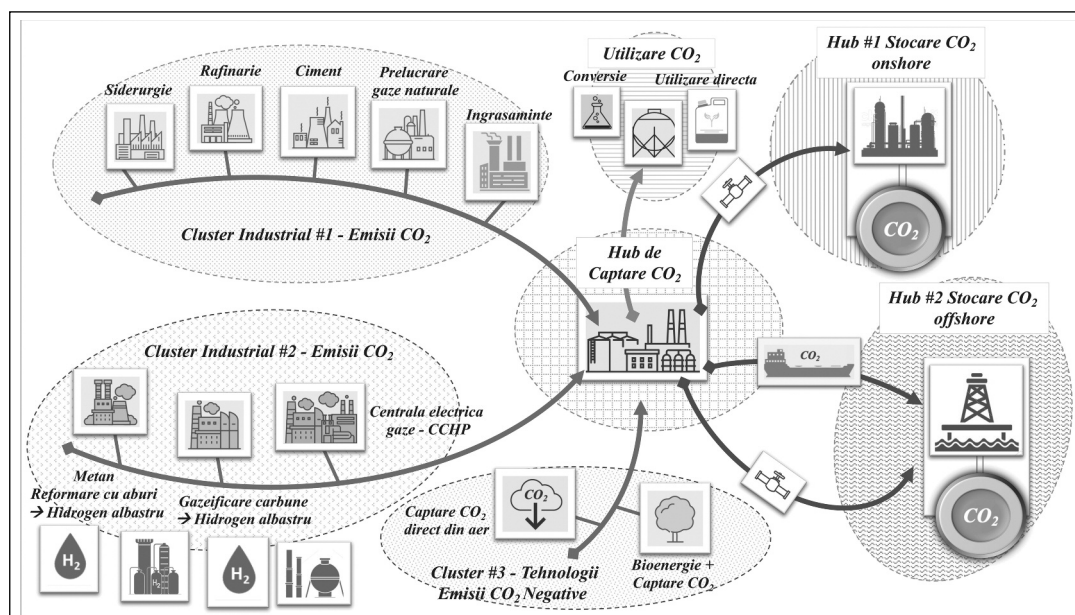 Siderurgie
Rafinarie
Ciment
Prelucrare
gaze naturale
Ingrasaminte
Cluster Industrial #1 - Emisii CO₂
Utilizare CO₂
Conversie
Utilizare directa
Hub #1 Stocare CO₂
onshore
CO₂
Hub de
Captare CO₂
Hub #2 Stocare CO₂
offshore
CO₂
CO₂
Cluster Industrial #2 - Emisii CO₂
Centrala electrica
gaze - CCHP
Metan
Reformare cu aburi
→ Hidrogen albastru
Gazeificare carbune
→ Hidrogen albastru
H₂
H₂
H₂
Captare CO₂
direct din aer
CO₂
Bioenergie +
Captare CO₂
Cluster #3 - Tehnologii
Emisii CO₂ Negative